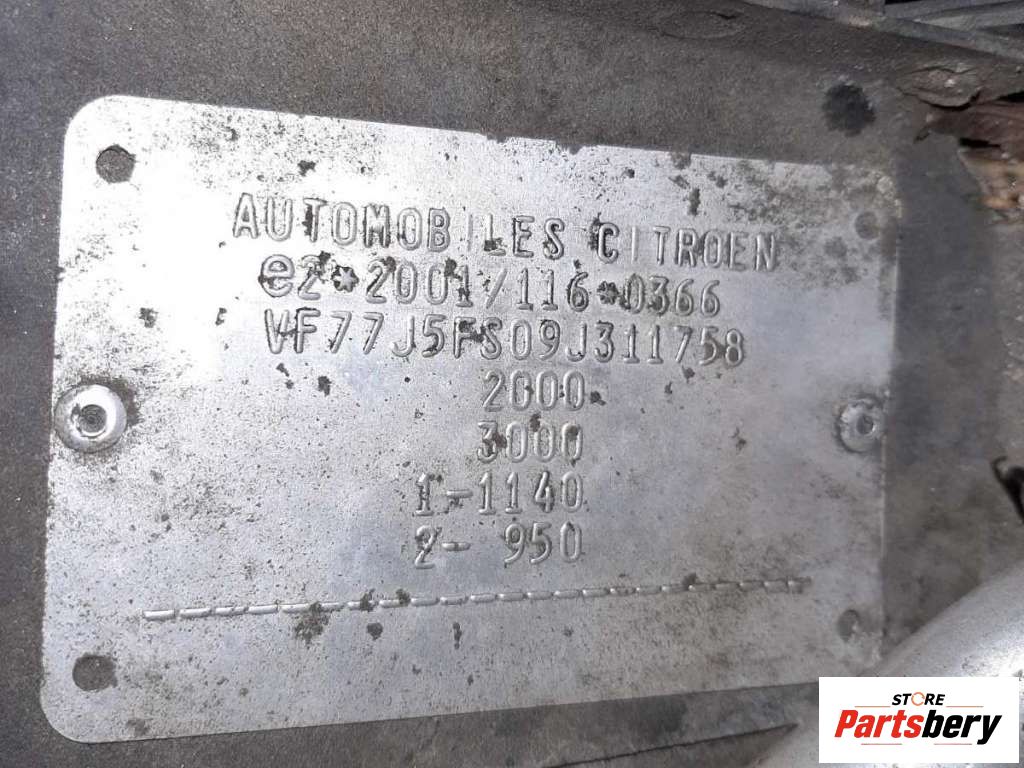 AUTOMOBILES CITROEN
e2*2001/116*0366
VF77J5FS09J311758
2000
3000
1-1140
2- 950
STORE
Partsbery